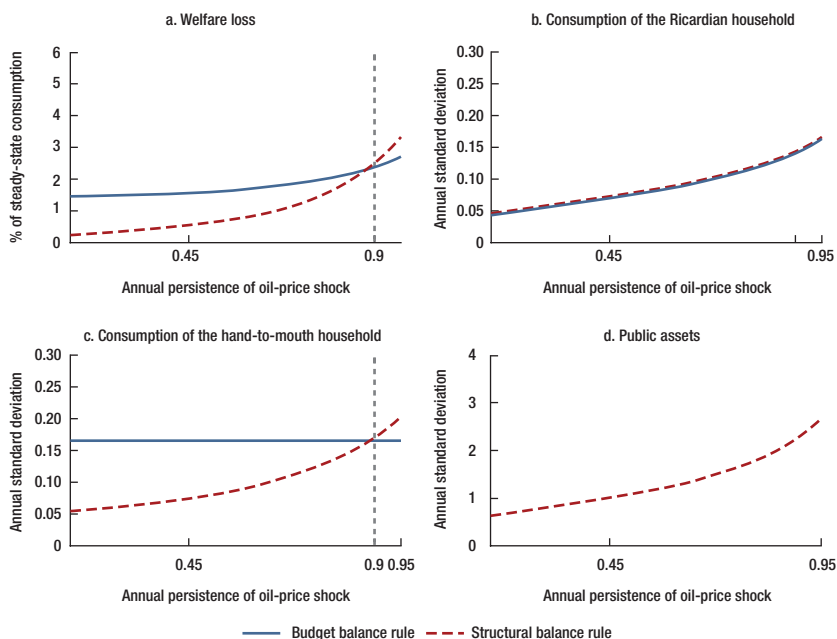 a. Welfare loss
% of steady-state consumption
6
5
4
3
2
1
0
0.45
0.9
Annual persistence of oil-price shock
b. Consumption of the Ricardian household
Annual standard deviation
0.30
0.25
0.20
0.15
0.10
0.05
0
0.45
0.95
Annual persistence of oil-price shock
c. Consumption of the hand-to-mouth household
Annual standard deviation
0.30
0.25
0.20
0.15
0.10
0.05
0
0.45
0.9 0.95
Annual persistence of oil-price shock
d. Public assets
Annual standard deviation
4
3
2
1
0
0.45
0.95
Annual persistence of oil-price shock
Budget balance rule Structural balance rule